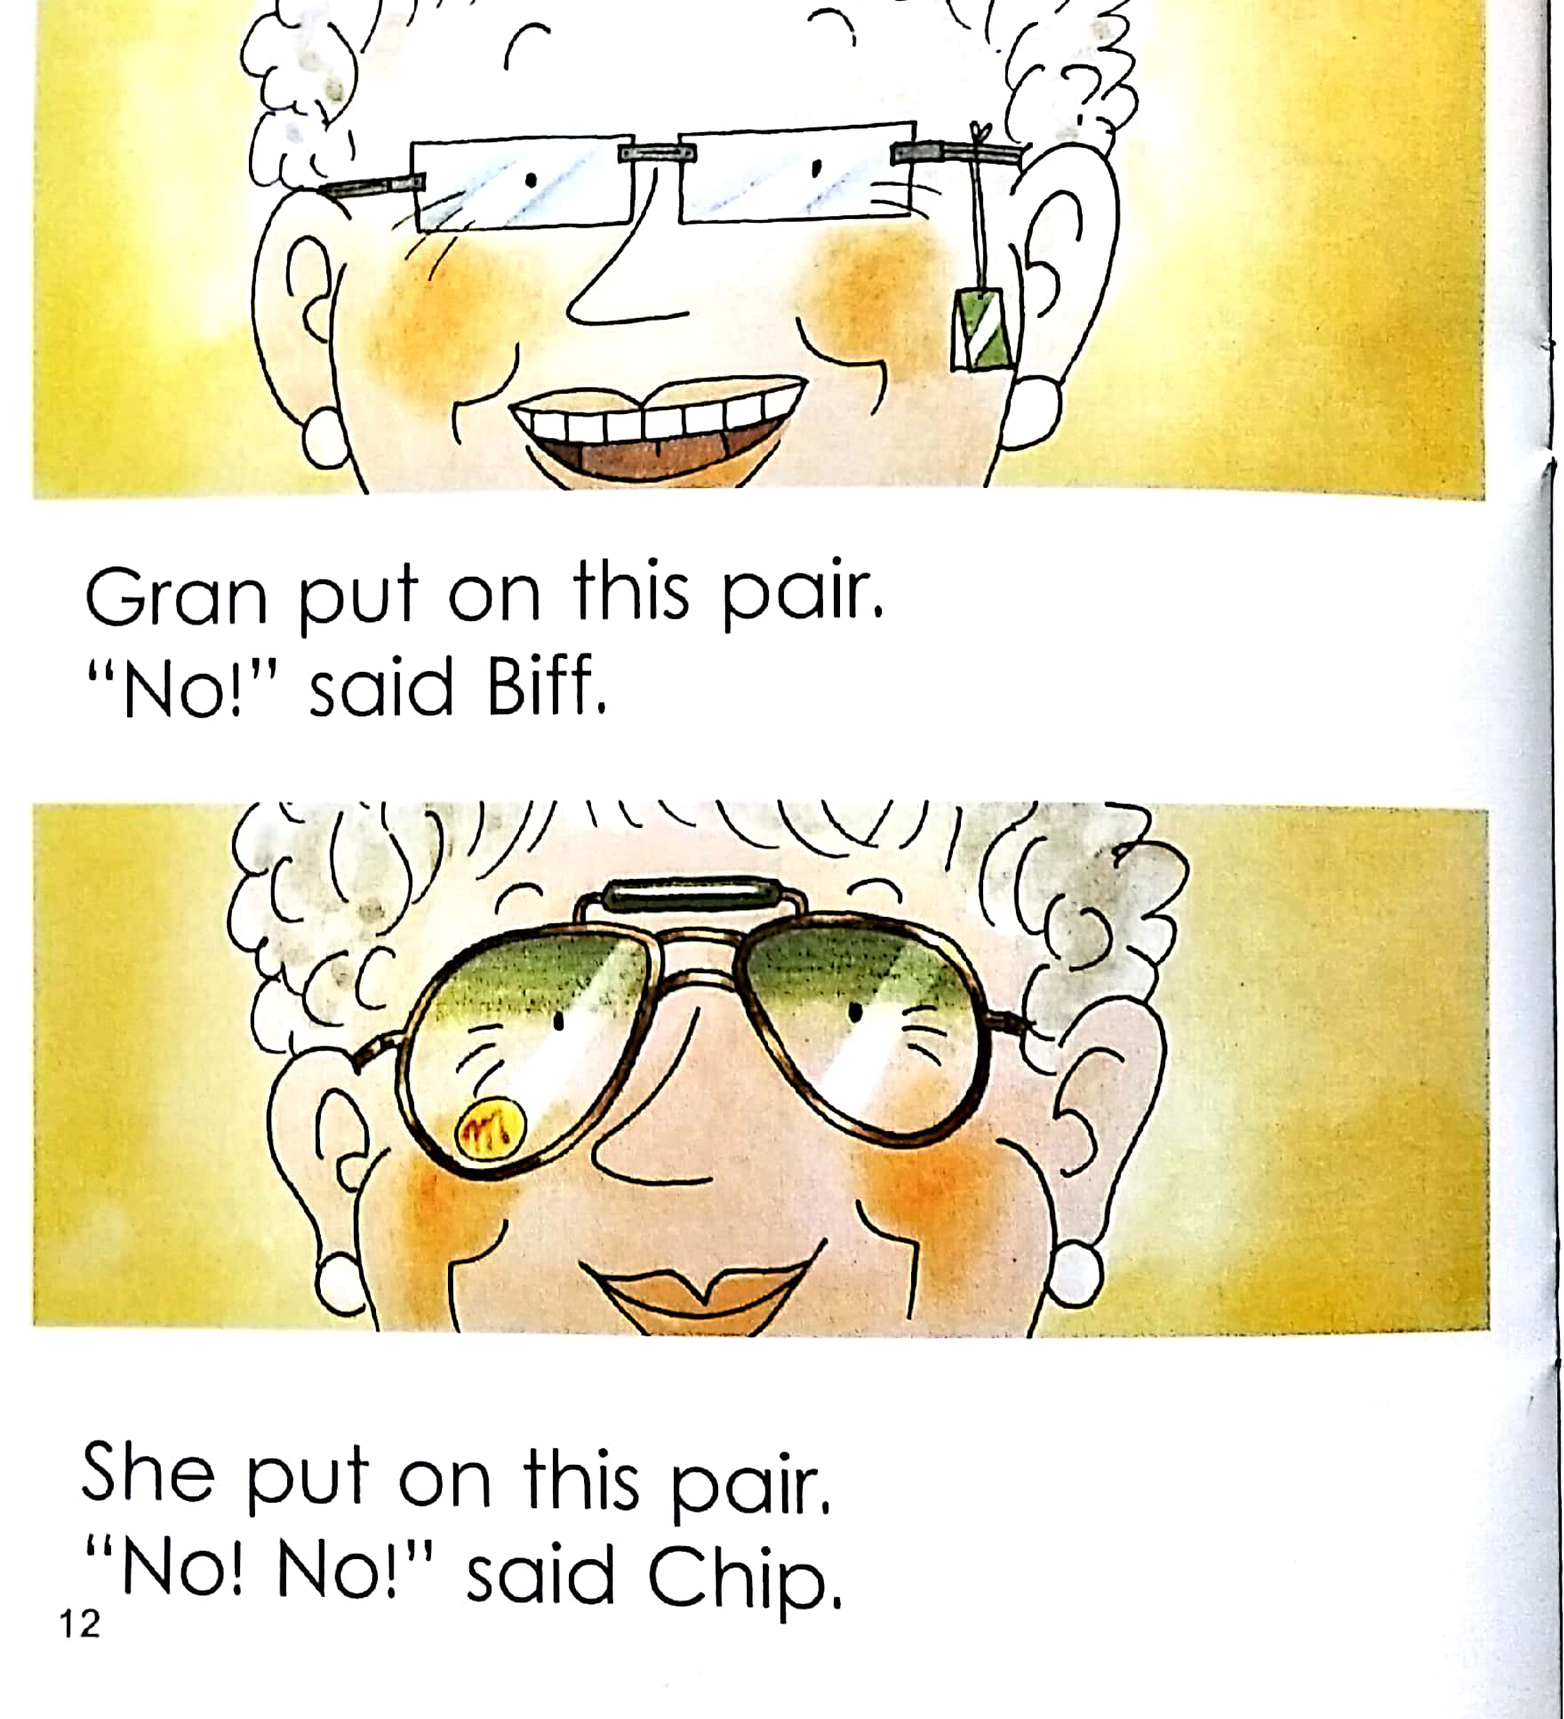 Gran put on this pair.
“No!” said Biff.
m
She put on this pair.
“No! No!” said Chip.
12